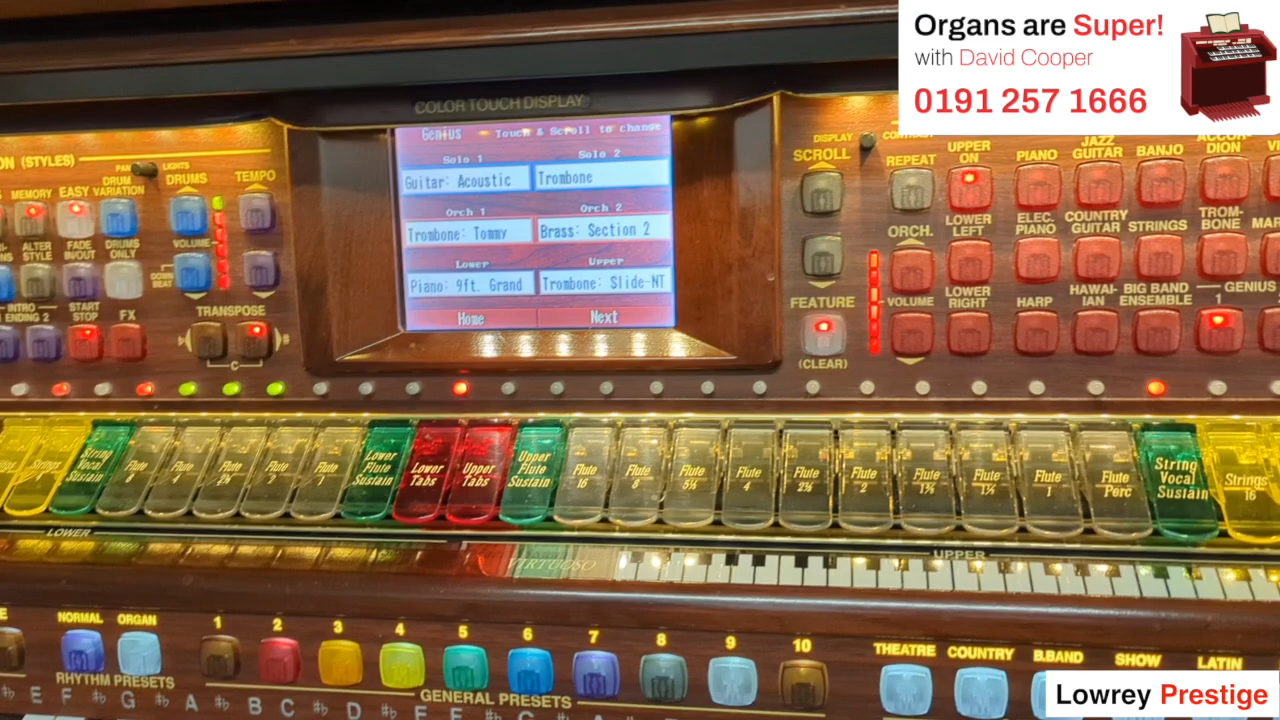 Organs are Super!
with David Cooper
0191 257 1666
COLOR TOUCH DISPLAY
Genius Touch & Scroll to change
Solo 1 Solo 2
Guitar: Acoustic Trombone
Orch 1 Orch 2
Trombone: Tommy Brass: Section 2
Lower Upper
Piano: 9ft. Grand Trombone: Slide-NT
Home Next
(STYLES)
LIGHTS
MEMORY EASY DRUM VARIATION DRUMS TEMPO
ALTER STYLE FADE IN/OUT DRUMS ONLY VOLUME
DOWN BEAT
INTRO ENDING 2 START STOP FX TRANSPOSE
C
DISPLAY
SCROLL REPEAT UPPER ON PIANO JAZZ GUITAR BANJO
ORCH. LOWER LEFT ELEC. PIANO COUNTRY GUITAR STRINGS TROM-BONE
FEATURE VOLUME LOWER RIGHT HARP HAWAI-IAN BIG BAND ENSEMBLE GENIUS
1
(CLEAR)
Strings String Vocal Sustain Flute 8 Flute 4 Flute 2⅔ Flute 2 Flute 1 Lower Flute Sustain Lower Tabs Upper Tabs Upper Flute Sustain Flute 16 Flute 8 Flute 5⅓ Flute 4 Flute 2⅔ Flute 2 Flute 1⅗ Flute 1⅓ Flute 1 Flute Perc String Vocal Sustain Strings 16
LOWER UPPER
VIRTUOSO
NORMAL ORGAN 1 2 3 4 5 6 7 8 9 10 THEATRE COUNTRY B.BAND SHOW LATIN
RHYTHM PRESETS GENERAL PRESETS
E F G A B C D E F G A
Lowrey Prestige